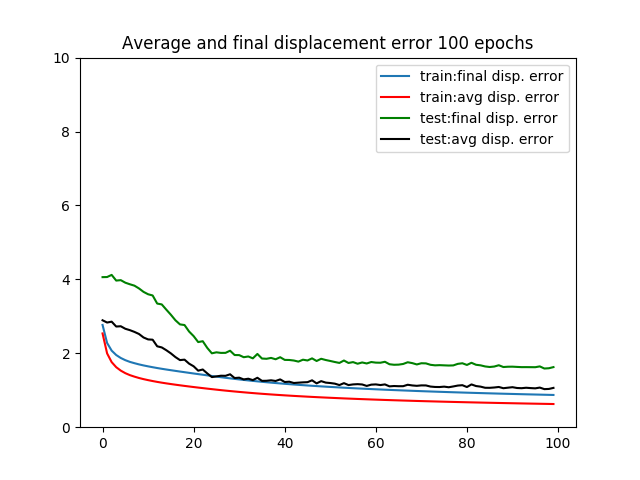 Average and final displacement error 100 epochs
10
8
6
4
2
0
train:final disp. error
train:avg disp. error
test:final disp. error
test:avg disp. error
0 20 40 60 80 100